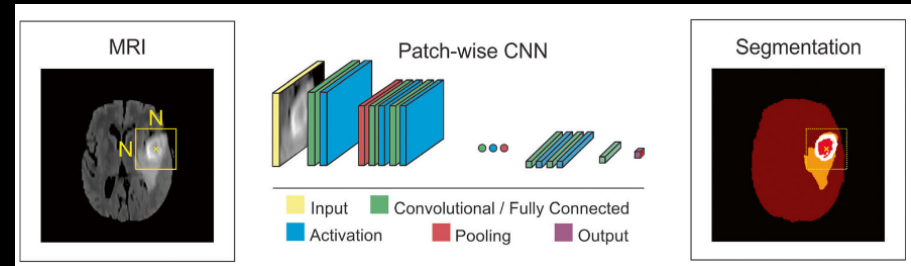 MRI
N
N
Patch-wise CNN
Input
Convolutional / Fully Connected
Activation
Pooling
Output
Segmentation